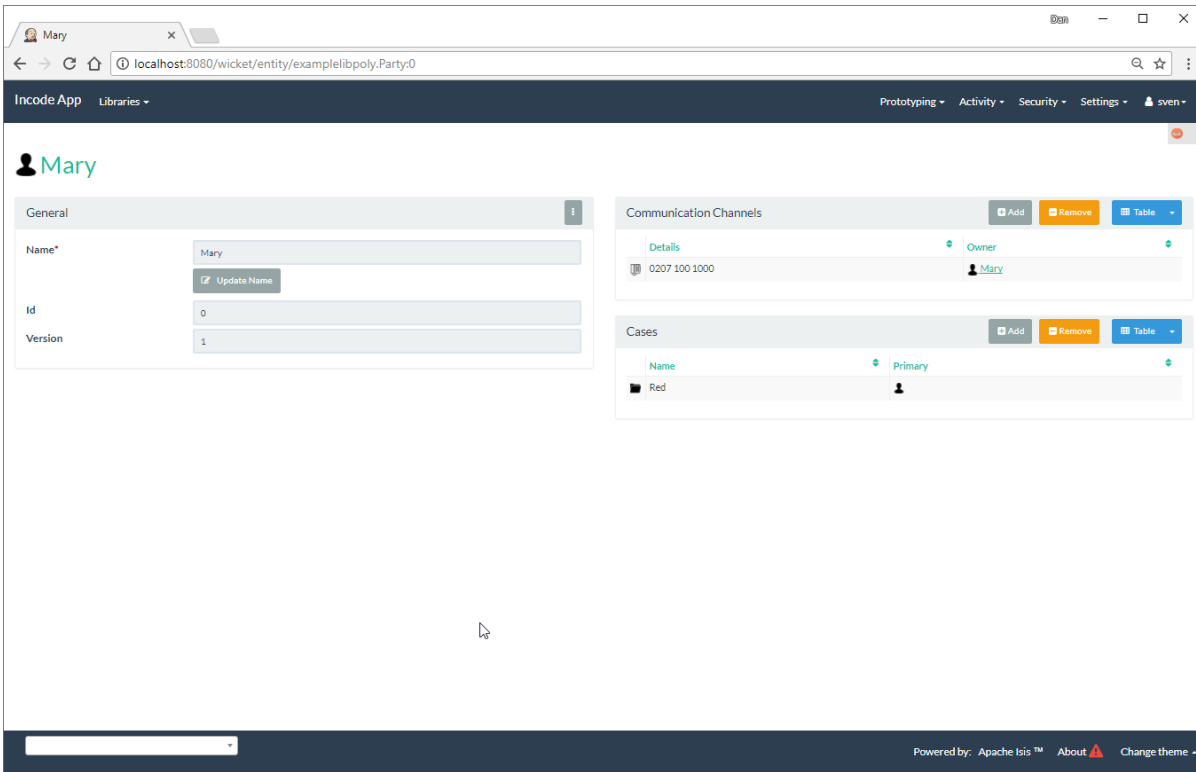 Dan
Mary
localhost:8080/wicket/entity/examplelibpoly.Party:0
Incode App Libraries Prototyping Activity Security Settings sven
Mary
General
Name*
Mary
Update Name
Id
0
Version
1
Communication Channels Add Remove Table
Details Owner
0207 100 1000 Mary
Cases Add Remove Table
Name Primary
Red
Powered by: Apache Isis ™ About Change theme